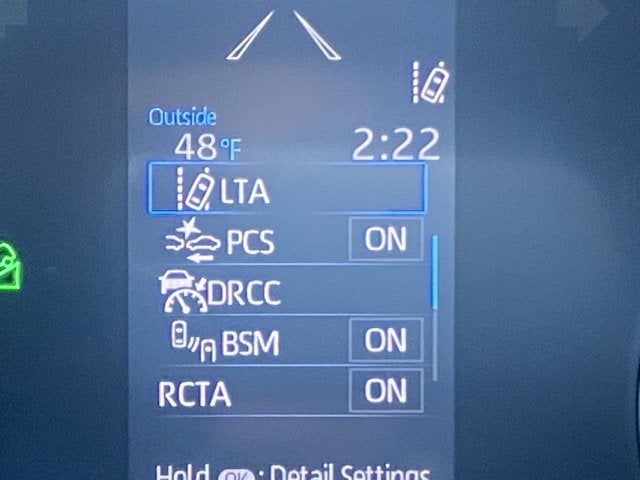 Outside
48°F 2:22
LTA
PCS ON
DRCC
BSM ON
RCTA ON
Hold OK : Detail Settings